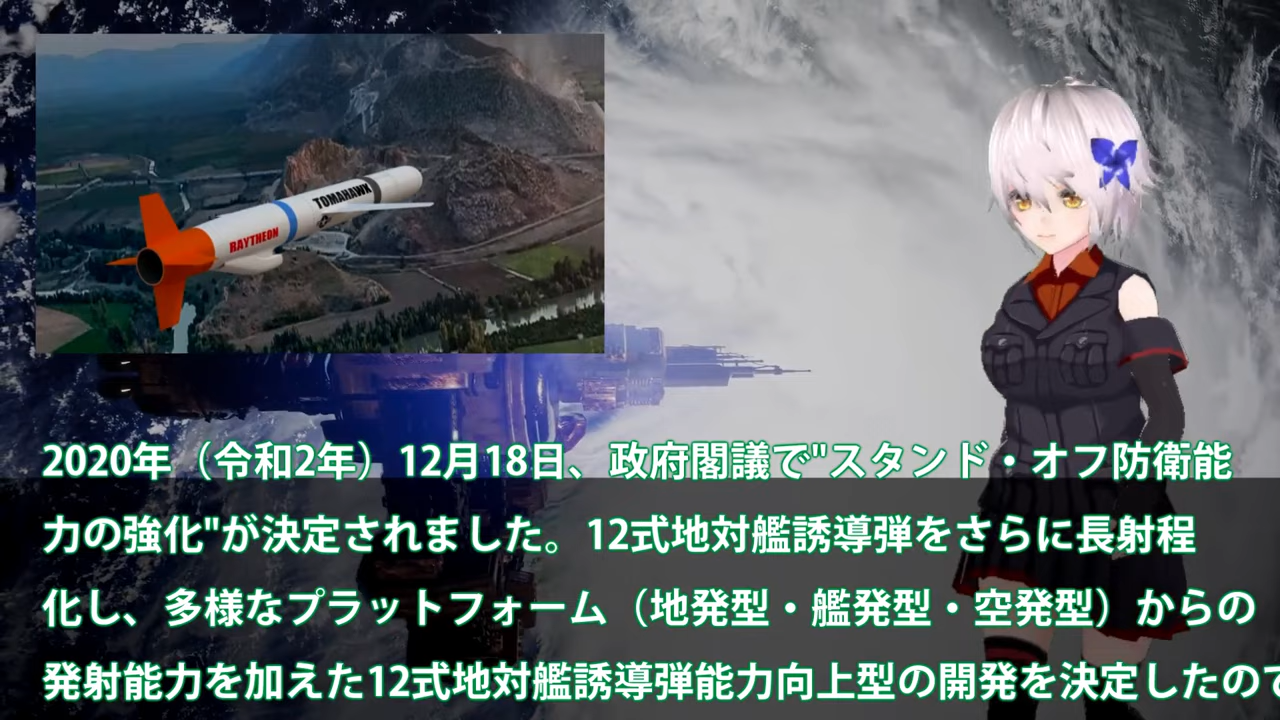 TOMAHAWK
RAYTHEON
2020年（令和2年）12月18日、政府閣議で"スタンド・オフ防衛能
力の強化"が決定されました。12式地対艦誘導弾をさらに長射程
化し、多様なプラットフォーム（地発型・艦発型・空発型）からの
発射能力を加えた12式地対艦誘導弾能力向上型の開発を決定したので